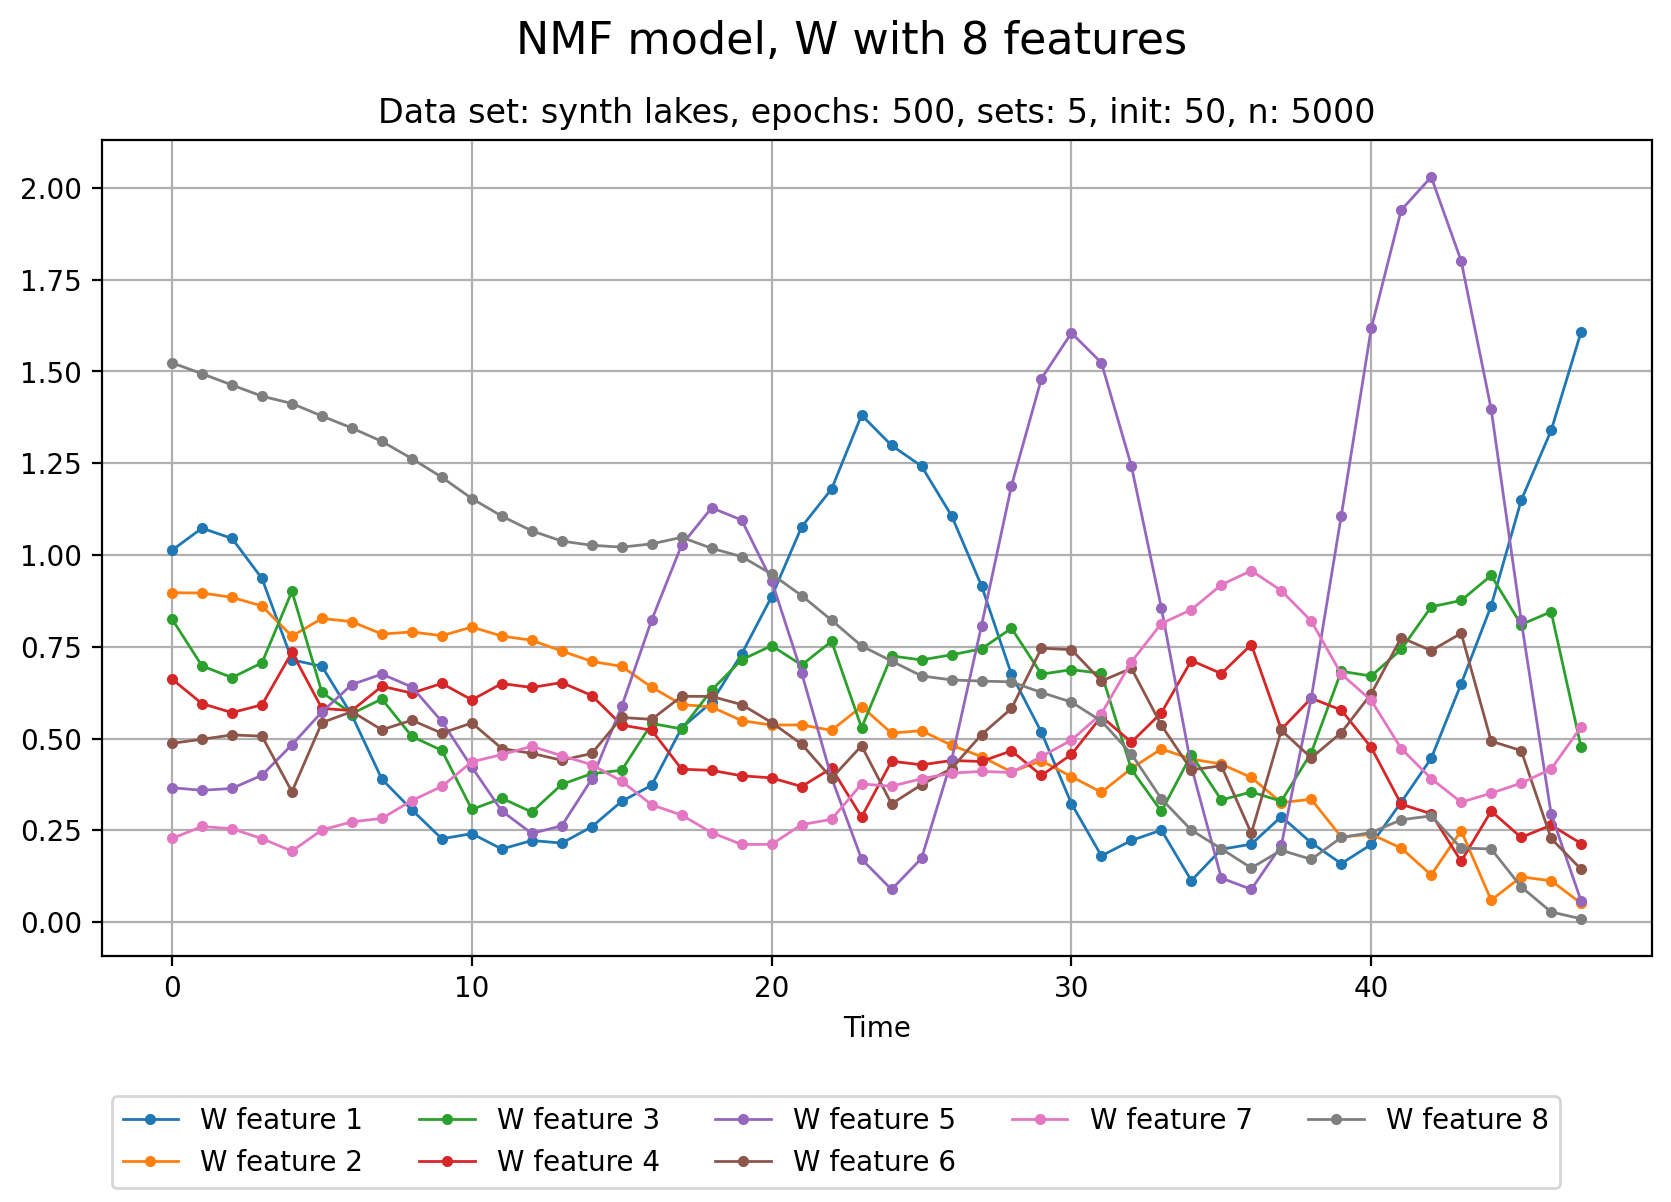 NMF model, W with 8 features
Data set: synth lakes, epochs: 500, sets: 5, init: 50, n: 5000
2.00
1.75
1.50
1.25
1.00
0.75
0.50
0.25
0.00
0 10 20 30 40
Time
W feature 1 W feature 3 W feature 5 W feature 7 W feature 8
W feature 2 W feature 4 W feature 6